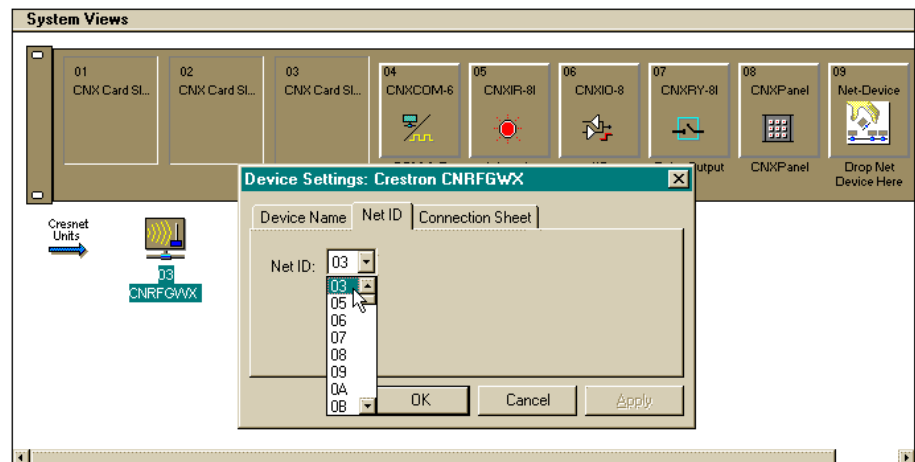 System Views
01 02 03 04 05 06 07 08 09
CNX Card Sl... CNX Card Sl... CNX Card Sl... CNXCOM-6 CNXIR-8I CNXIO-8 CNXRY-8I CNXPanel Net-Device
utput CNXPanel Drop Net
Device Here
Device Settings: Crestron CNRFGWX
Cresnet
Units
03
CNRFGWX
Device Name Net ID Connection Sheet
Net ID: 03
03
05
06
07
08
09
0A
0B
OK Cancel Apply